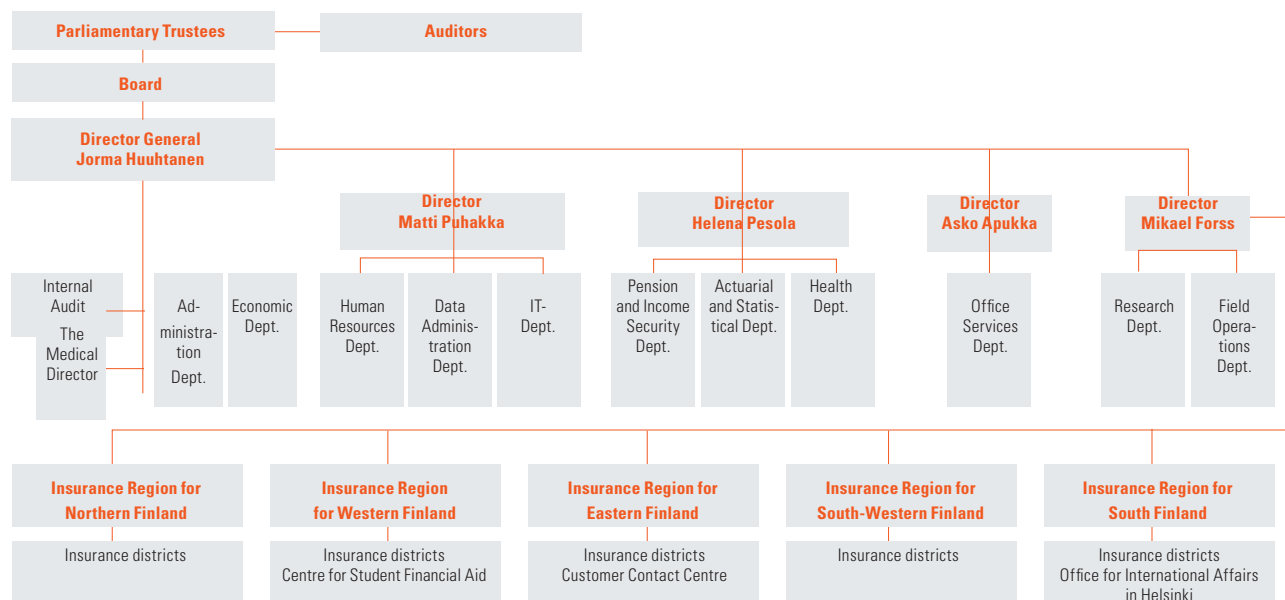 Parliamentary Trustees
Auditors
Board
Director General
Jorma Huuhtanen
Director
Matti Puhakka
Director
Helena Pesola
Director
Asko Apukka
Director
Mikael Forss
Internal
Audit
The
Medical
Director
Ad-
ministra-
tion
Dept.
Economic
Dept.
Human
Resources
Dept.
Data
Adminis-
tration
Dept.
IT-
Dept.
Pension
and Income
Security
Dept.
Actuarial
and Statis-
tical Dept.
Health
Dept.
Office
Services
Dept.
Research
Dept.
Field
Opera-
tions
Dept.
Insurance Region for
Northern Finland
Insurance Region
for Western Finland
Insurance Region for
Eastern Finland
Insurance Region for
South-Western Finland
Insurance Region for
South Finland
Insurance districts
Insurance districts
Centre for Student Financial Aid
Insurance districts
Customer Contact Centre
Insurance districts
Insurance districts
Office for International Affairs
in Helsinki